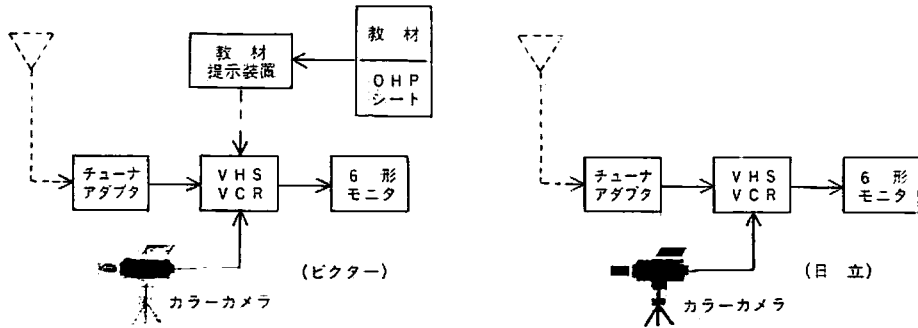 教 材
OHP
シート
教 材
提示装置
チューナ
アダプタ
VHS
VCR
6 形
モニタ
カラーカメラ
(ビクター)
チューナ
アダプタ
VHS
VCR
6 形
モニタ
カラーカメラ
(日 立)